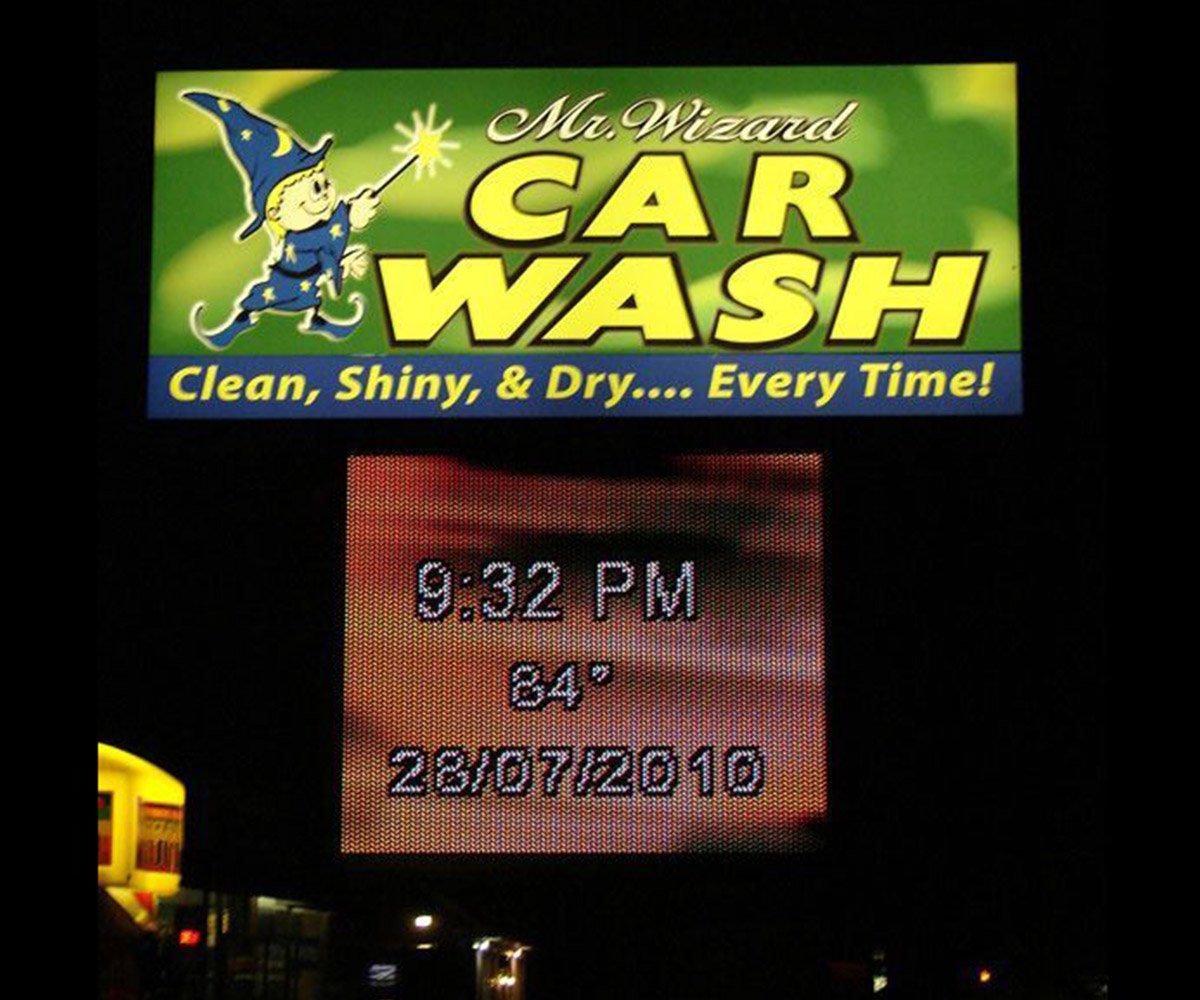 Mr. Wizard
CAR
WASH
Clean, Shiny, & Dry.... Every Time!
9:32 PM
84°
28/07/2010